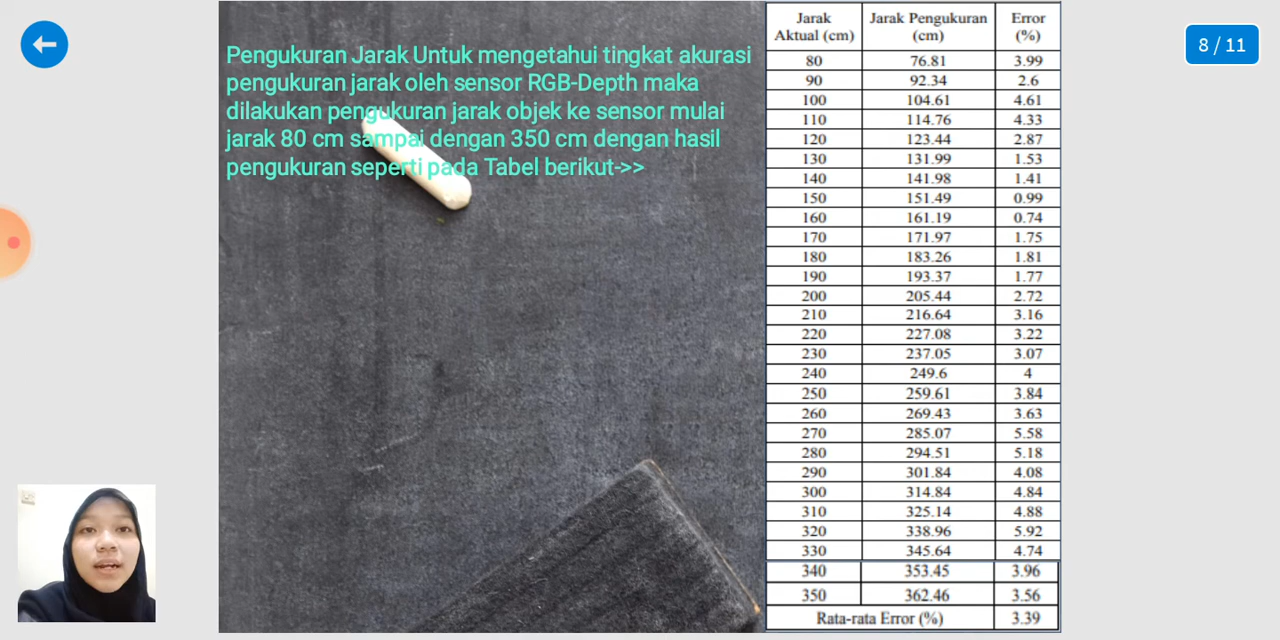 8 / 11
Pengukuran Jarak Untuk mengetahui tingkat akurasi
pengukuran jarak oleh sensor RGB-Depth maka
dilakukan pengukuran jarak objek ke sensor mulai
jarak 80 cm sampai dengan 350 cm dengan hasil
pengukuran seperti pada Tabel berikut->>
Jarak Aktual (cm) Jarak Pengukuran (cm) Error (%)
80 76.81 3.99
90 92.34 2.6
100 104.61 4.61
110 114.76 4.33
120 123.44 2.87
130 131.99 1.53
140 141.98 1.41
150 151.49 0.99
160 161.19 0.74
170 171.97 1.75
180 183.26 1.81
190 193.37 1.77
200 205.44 2.72
210 216.64 3.16
220 227.08 3.22
230 237.05 3.07
240 249.6 4
250 259.61 3.84
260 269.43 3.63
270 285.07 5.58
280 294.51 5.18
290 301.84 4.08
300 314.84 4.84
310 325.14 4.88
320 338.96 5.92
330 345.64 4.74
340 353.45 3.96
350 362.46 3.56
Rata-rata Error (%) 3.39